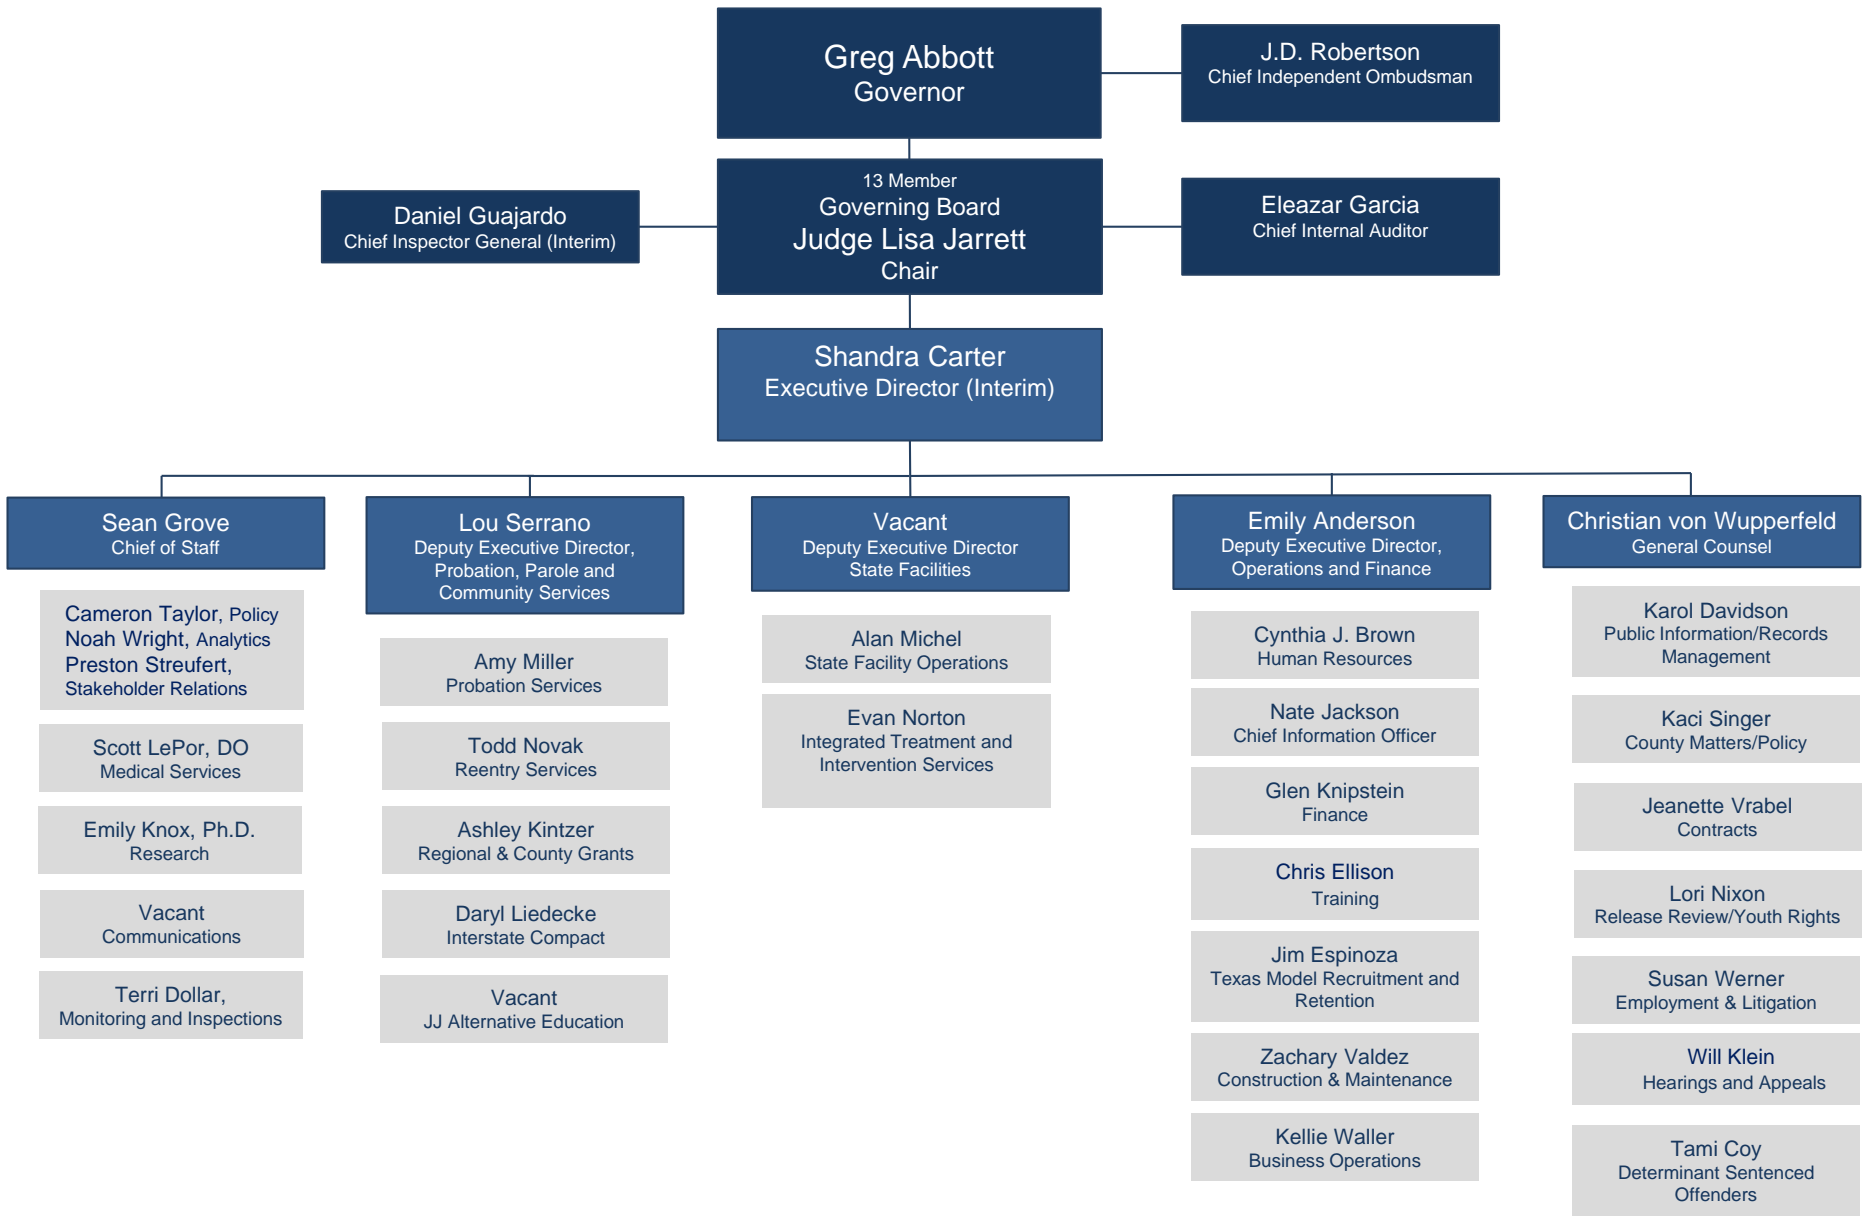 Greg Abbott
Governor
J.D. Robertson
Chief Independent Ombudsman
13 Member
Governing Board
Judge Lisa Jarrett
Chair
Daniel Guajardo
Chief Inspector General (Interim)
Eleazar Garcia
Chief Internal Auditor
Shandra Carter
Executive Director (Interim)
Sean Grove
Chief of Staff
Cameron Taylor, Policy
Noah Wright, Analytics
Preston Streufert,
Stakeholder Relations
Scott LePor, DO
Medical Services
Emily Knox, Ph.D.
Research
Vacant
Communications
Terri Dollar,
Monitoring and Inspections
Lou Serrano
Deputy Executive Director,
Probation, Parole and
Community Services
Amy Miller
Probation Services
Todd Novak
Reentry Services
Ashley Kintzer
Regional & County Grants
Daryl Liedecke
Interstate Compact
Vacant
JJ Alternative Education
Vacant
Deputy Executive Director
State Facilities
Alan Michel
State Facility Operations
Evan Norton
Integrated Treatment and
Intervention Services
Emily Anderson
Deputy Executive Director,
Operations and Finance
Cynthia J. Brown
Human Resources
Nate Jackson
Chief Information Officer
Glen Knipstein
Finance
Chris Ellison
Training
Jim Espinoza
Texas Model Recruitment and
Retention
Zachary Valdez
Construction & Maintenance
Kellie Waller
Business Operations
Christian von Wupperfeld
General Counsel
Karol Davidson
Public Information/Records
Management
Kaci Singer
County Matters/Policy
Jeanette Vrabel
Contracts
Lori Nixon
Release Review/Youth Rights
Susan Werner
Employment & Litigation
Will Klein
Hearings and Appeals
Tami Coy
Determinant Sentenced
Offenders